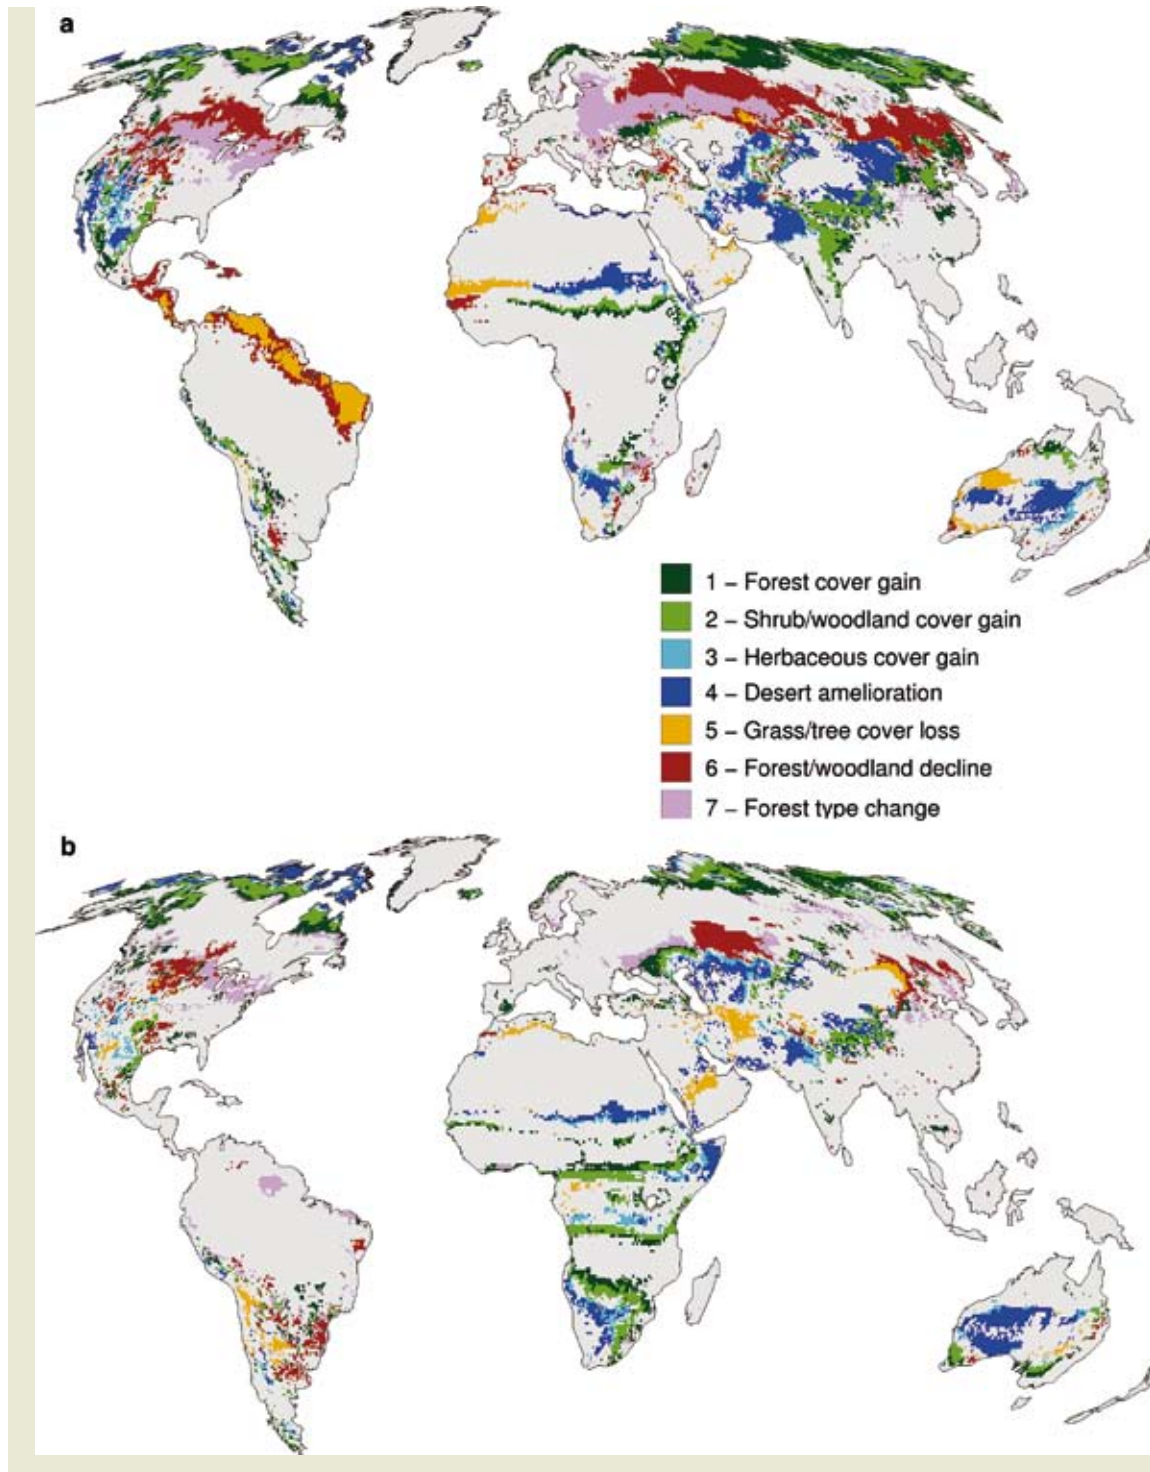 a
1 – Forest cover gain
2 – Shrub/woodland cover gain
3 – Herbaceous cover gain
4 – Desert amelioration
5 – Grass/tree cover loss
6 – Forest/woodland decline
7 – Forest type change
b